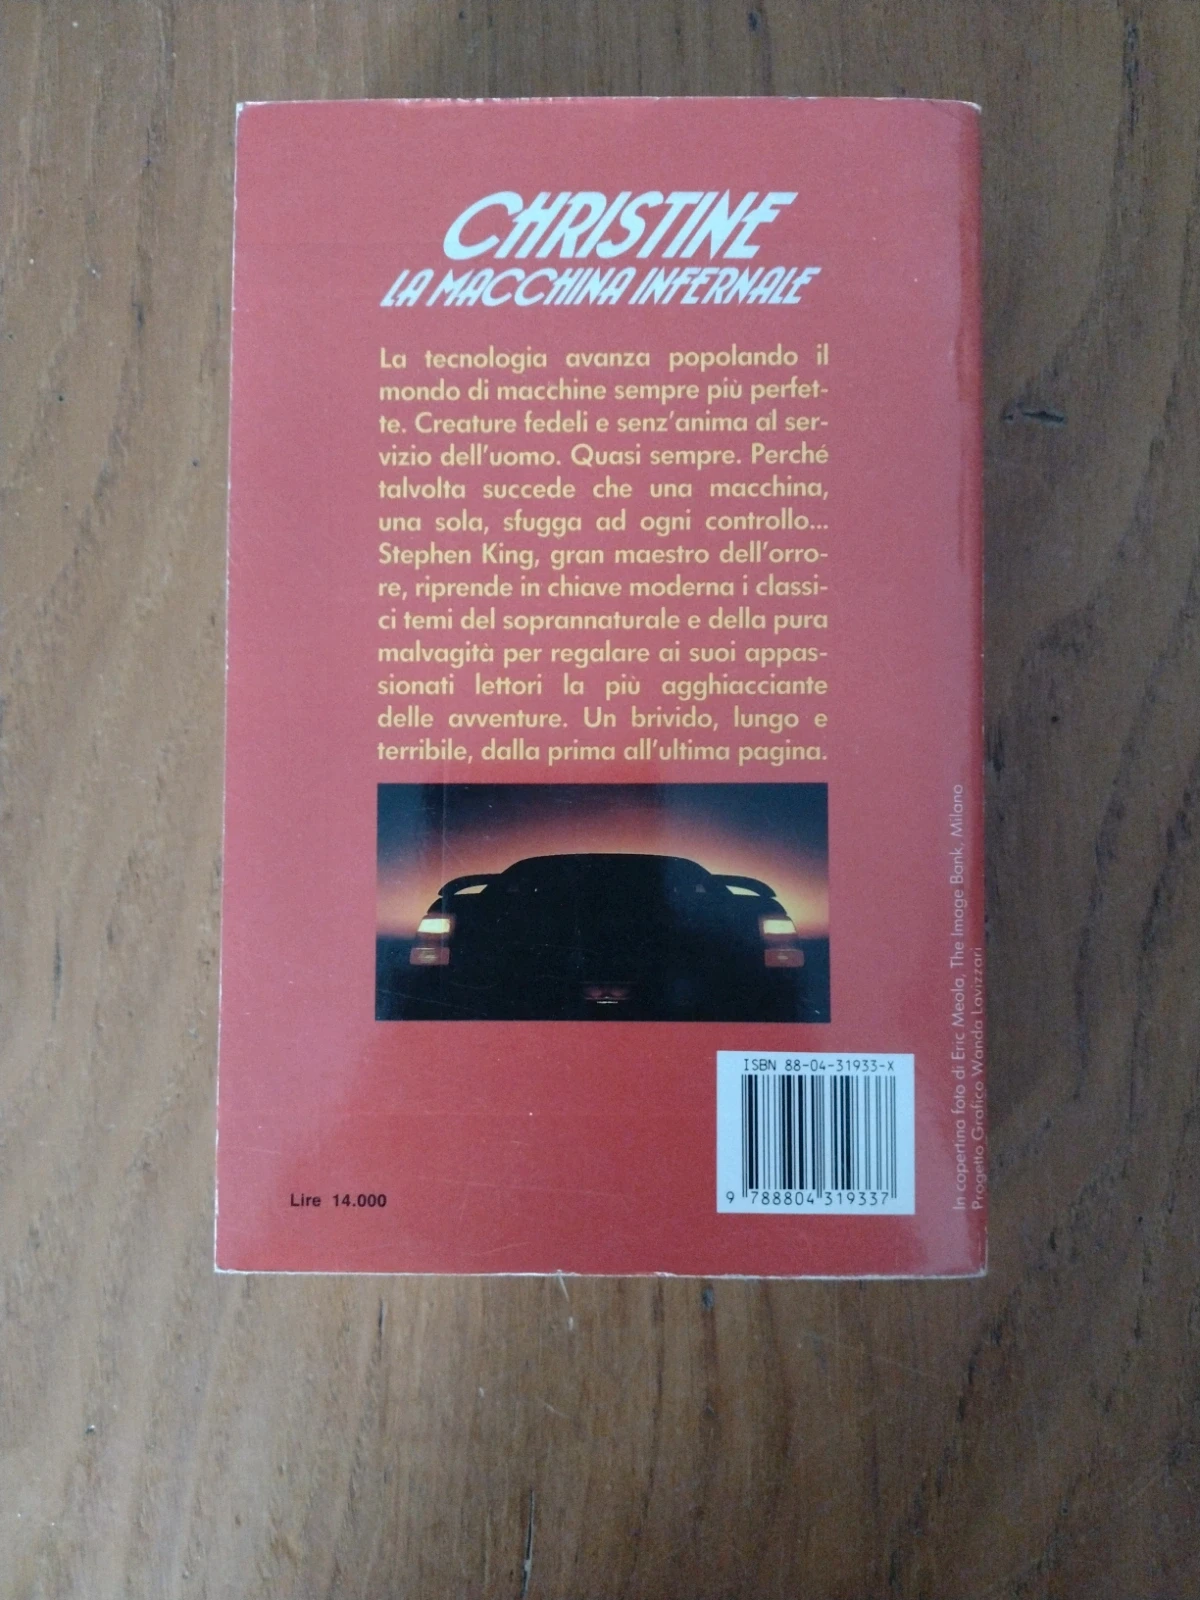 CHRISTINE
LA MACCHINA INFERNALE
La tecnologia avanza popolando il
mondo di macchine sempre più perfet-
te. Creature fedeli e senz'anima al ser-
vizio dell'uomo. Quasi sempre. Perché
talvolta succede che una macchina,
una sola, sfugga ad ogni controllo...
Stephen King, gran maestro dell'orro-
re, riprende in chiave moderna i classi-
ci temi del soprannaturale e della pura
malvagità per regalare ai suoi appas-
sionati lettori la più agghiacciante
delle avventure. Un brivido, lungo e
terribile, dalla prima all'ultima pagina.
In copertina foto di Eric Meola, The Image Bank, Milano
Progetto Grafico Wanda Lavizzari
ISBN 88-04-31933-X
9 788804 319337
Lire 14.000